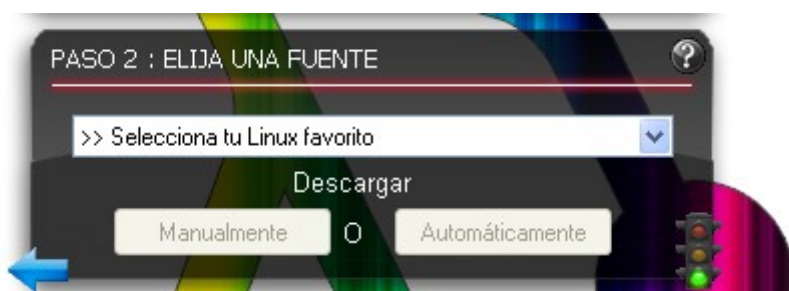 PASO 2 : ELIJA UNA FUENTE
?
>> Selecciona tu Linux favorito
Descargar
Manualmente O Automáticamente